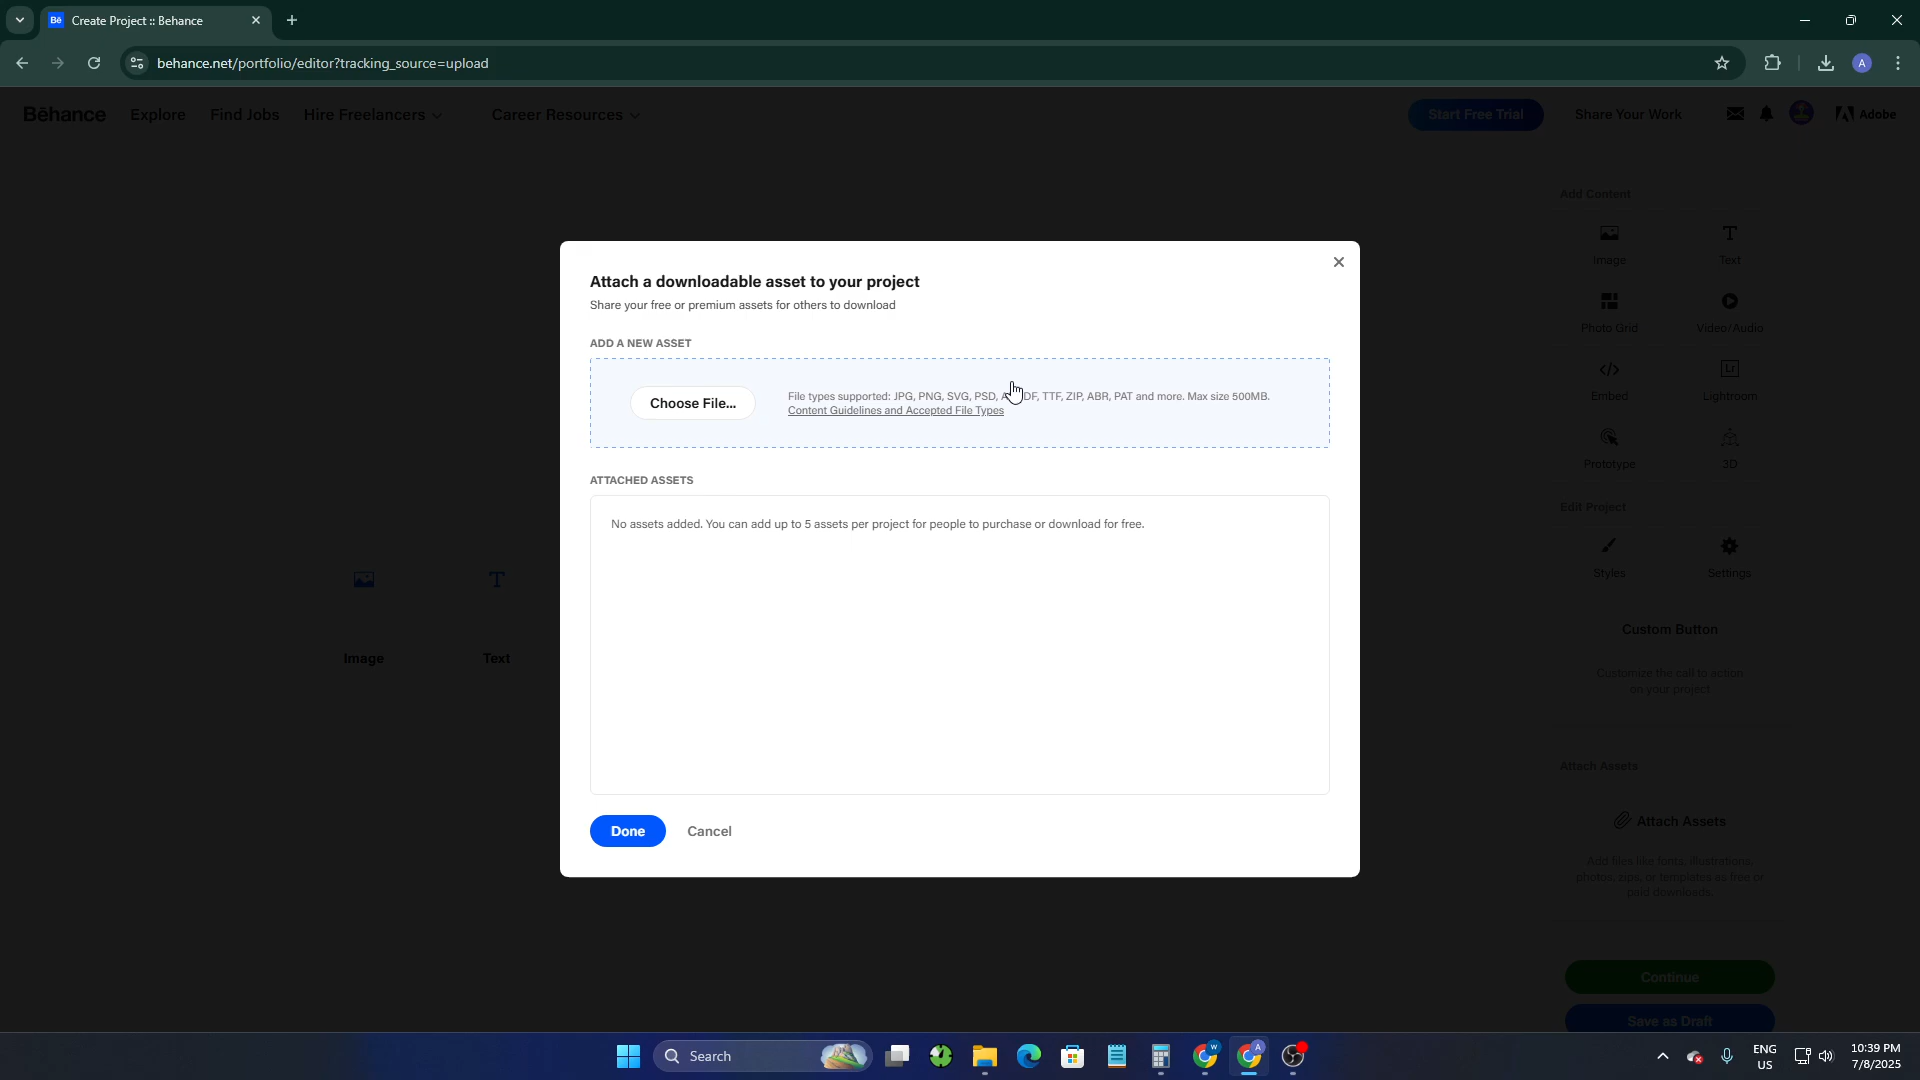 Bē Create Project :: Behance
behance.net/portfolio/editor?tracking_source=upload
A
Bēhance Explore Find Jobs Hire Freelancers Career Resources Start Free Trial Share Your Work Adobe
Attach a downloadable asset to your project
Share your free or premium assets for others to download
ADD A NEW ASSET
Choose File...
File types supported: JPG, PNG, SVG, PSD, DF, TTF, ZIP, ABR, PAT and more. Max size 500MB.
Content Guidelines and Accepted File Types
ATTACHED ASSETS
No assets added. You can add up to 5 assets per project for people to purchase or download for free.
Done Cancel
Image Text
Add Content
Image Text
Photo Grid Video/Audio
Lr
Embed Lightroom
Prototype 3D
Edit Project
Styles Settings
Custom Button
Customize the call to action
on your project
Attach Assets
Attach Assets
Add files like fonts, illustrations,
photos, zips, or templates as free or
paid downloads.
Continue
Save as Draft
Search
W
A
ENG
US
10:39 PM
7/8/2025